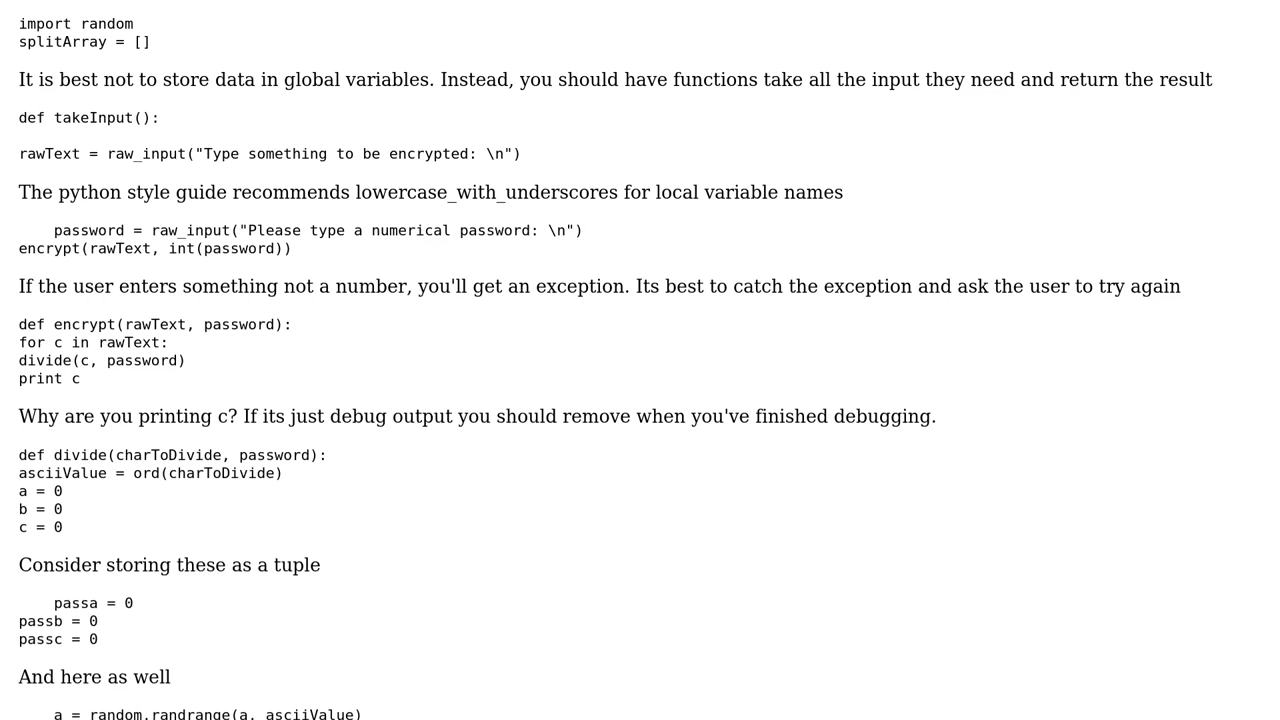 import random
splitArray = []
It is best not to store data in global variables. Instead, you should have functions take all the input they need and return the result
def takeInput():
rawText = raw_input("Type something to be encrypted: \n")
The python style guide recommends lowercase_with_underscores for local variable names
    password = raw_input("Please type a numerical password: \n")
encrypt(rawText, int(password))
If the user enters something not a number, you'll get an exception. Its best to catch the exception and ask the user to try again
def encrypt(rawText, password):
for c in rawText:
divide(c, password)
print c
Why are you printing c? If its just debug output you should remove when you've finished debugging.
def divide(charToDivide, password):
asciiValue = ord(charToDivide)
a = 0
b = 0
c = 0
Consider storing these as a tuple
    passa = 0
passb = 0
passc = 0
And here as well
    a = random.randrange(a, asciiValue)